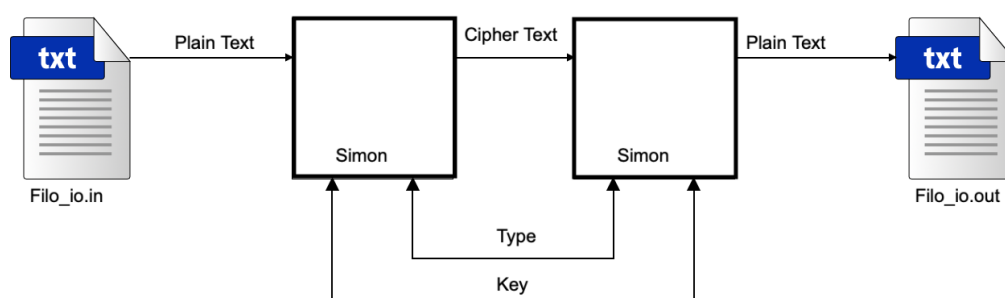 txt
Plain Text
Cipher Text
Plain Text
txt
Simon
Simon
Filo_io.in
Filo_io.out
Type
Key